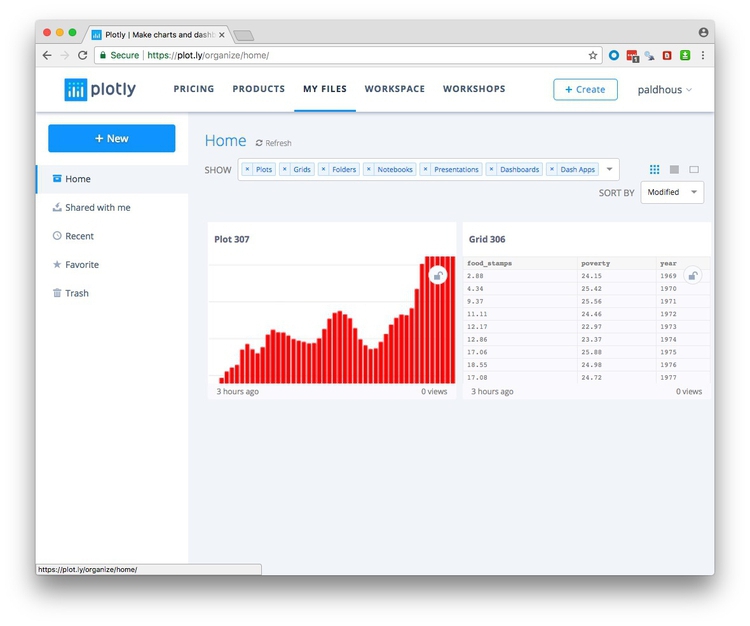 Plotly | Make charts and dashb
Secure | https://plot.ly/organize/home/
plotly PRICING PRODUCTS MY FILES WORKSPACE WORKSHOPS + Create paldhous
+ New
Home
Shared with me
Recent
Favorite
Trash
Home Refresh
SHOW × Plots × Grids × Folders × Notebooks × Presentations × Dashboards × Dash Apps
SORT BY Modified
Plot 307
3 hours ago 0 views
Grid 306
food_stamps poverty year
2.88 24.15 1969
4.34 25.42 1970
9.37 25.56 1971
11.11 24.46 1972
12.17 22.97 1973
12.86 23.37 1974
17.06 25.88 1975
18.55 24.98 1976
17.08 24.72 1977
3 hours ago 0 views
https://plot.ly/organize/home/